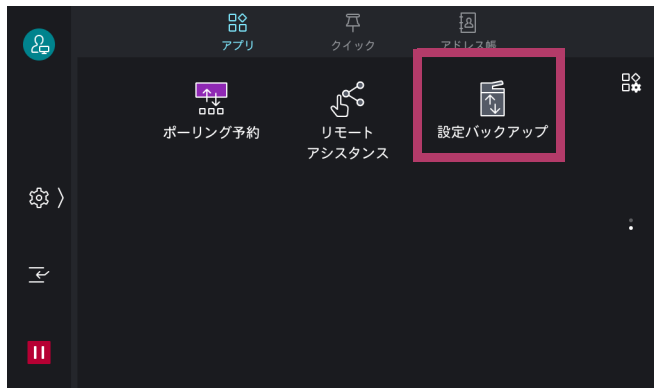 アプリ
クイック
アドレス帳
ポーリング予約
リモート
アシスタンス
設定バックアップ